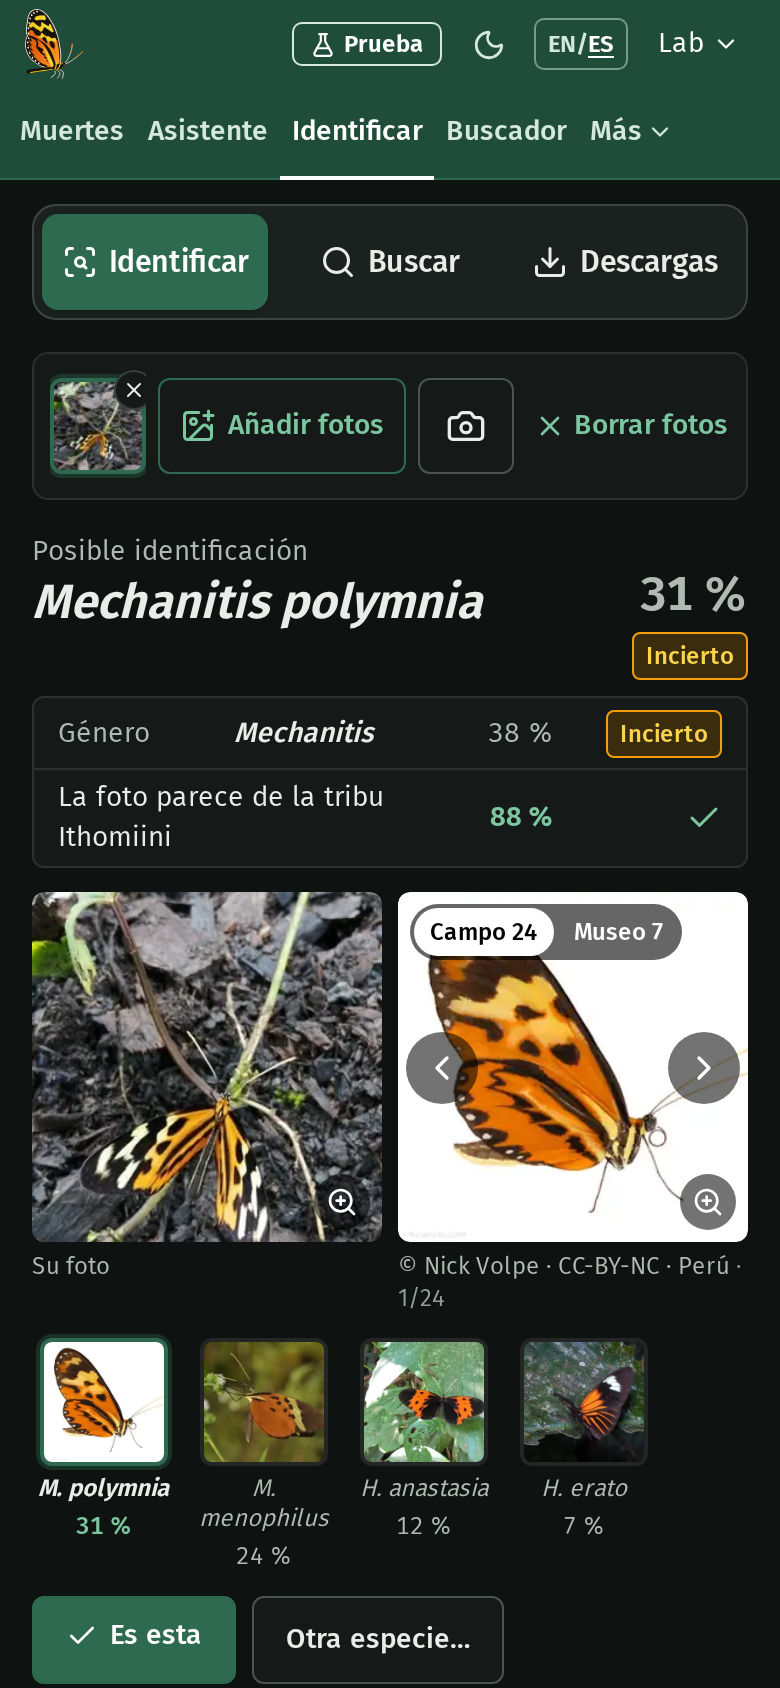 Prueba
EN/ES
Lab
Muertes
Asistente
Identificar
Buscador
Más
Identificar
Buscar
Descargas
Añadir fotos
Borrar fotos
Posible identificación
Mechanitis polymnia
31 %
Incierto
Género
Mechanitis
38 %
Incierto
La foto parece de la tribu
Ithomiini
88 %
Campo 24
Museo 7
Su foto
© Nick Volpe · CC-BY-NC · Perú ·
1/24
M. polymnia
31 %
M.
menophilus
24 %
H. anastasia
12 %
H. erato
7 %
Es esta
Otra especie...